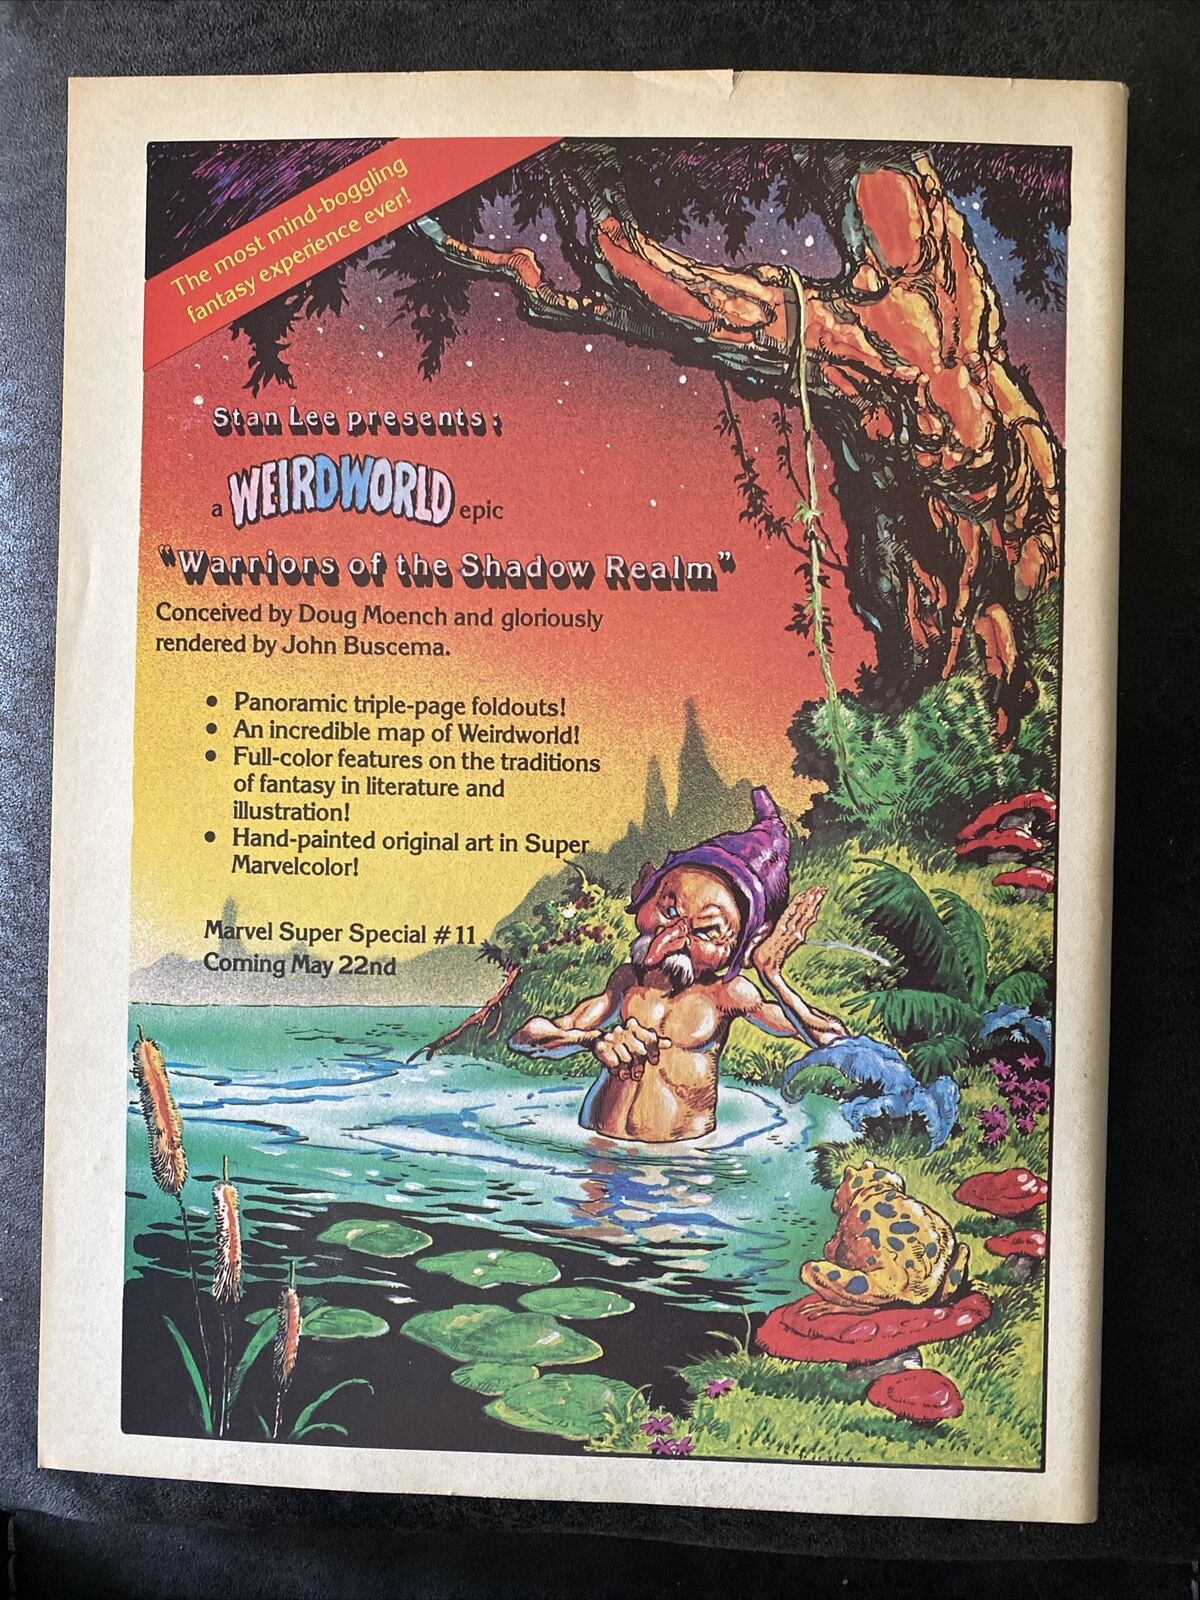 The most mind-boggling
fantasy experience ever!
Stan Lee presents:
a WEIRDWORLD epic
"Warriors of the Shadow Realm"
Conceived by Doug Moench and gloriously
rendered by John Buscema.
• Panoramic triple-page foldouts!
• An incredible map of Weirdworld!
• Full-color features on the traditions
of fantasy in literature and
illustration!
• Hand-painted original art in Super
Marvelcolor!
Marvel Super Special #11
Coming May 22nd